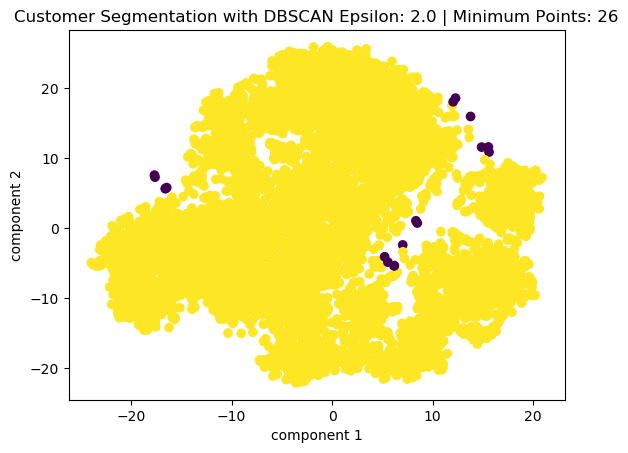 Customer Segmentation with DBSCAN Epsilon: 2.0 | Minimum Points: 26
20
10
0
−10
−20
component 2
−20 −10 0 10 20
component 1